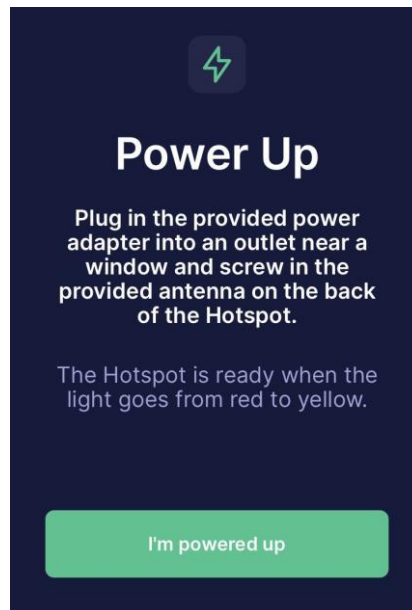 Power Up
Plug in the provided power
adapter into an outlet near a
window and screw in the
provided antenna on the back
of the Hotspot.
The Hotspot is ready when the
light goes from red to yellow.
I'm powered up